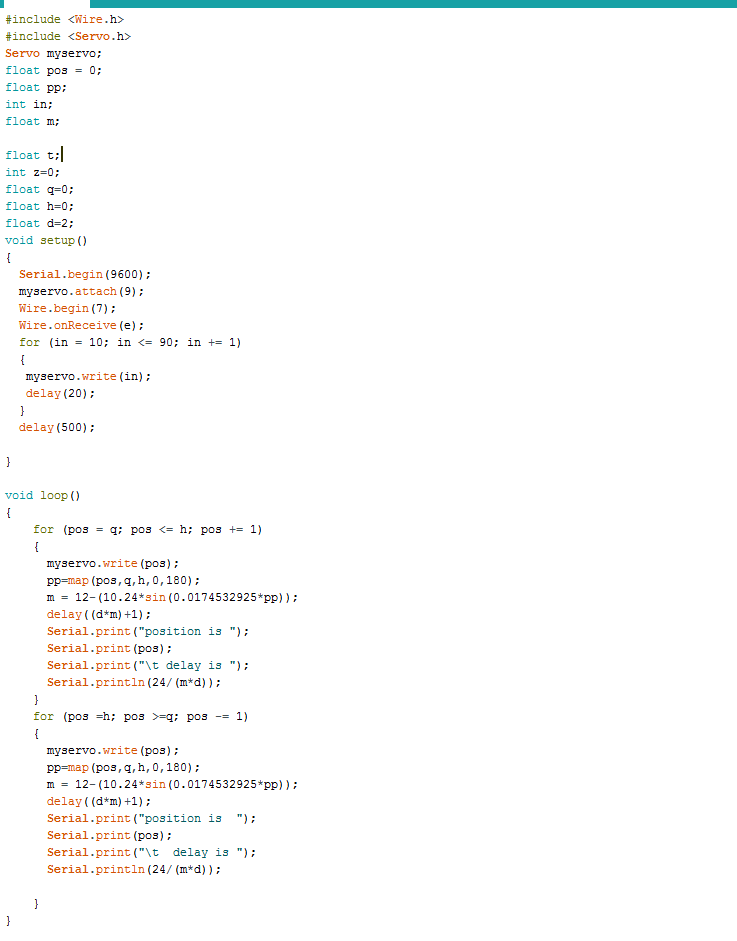 #include <Wire.h>
#include <Servo.h>
Servo myservo;
float pos = 0;
float pp;
int in;
float m;
float t;
int z=0;
float q=0;
float h=0;
float d=2;
void setup()
{
  Serial.begin(9600);
  myservo.attach(9);
  Wire.begin(7);
  Wire.onReceive(e);
  for (in = 10; in <= 90; in += 1)
  {
   myservo.write(in);
   delay(20);
  }
  delay(500);
}
void loop()
{
    for (pos = q; pos <= h; pos += 1)
    {
      myservo.write(pos);
      pp=map(pos,q,h,0,180);
      m = 12-(10.24*sin(0.0174532925*pp));
      delay((d*m)+1);
      Serial.print("position is ");
      Serial.print(pos);
      Serial.print("\t delay is ");
      Serial.println(24/(m*d));
    }
    for (pos =h; pos >=q; pos -= 1)
    {
      myservo.write(pos);
      pp=map(pos,q,h,0,180);
      m = 12-(10.24*sin(0.0174532925*pp));
      delay((d*m)+1);
      Serial.print("position is  ");
      Serial.print(pos);
      Serial.print("\t  delay is ");
      Serial.println(24/(m*d));
    }
}